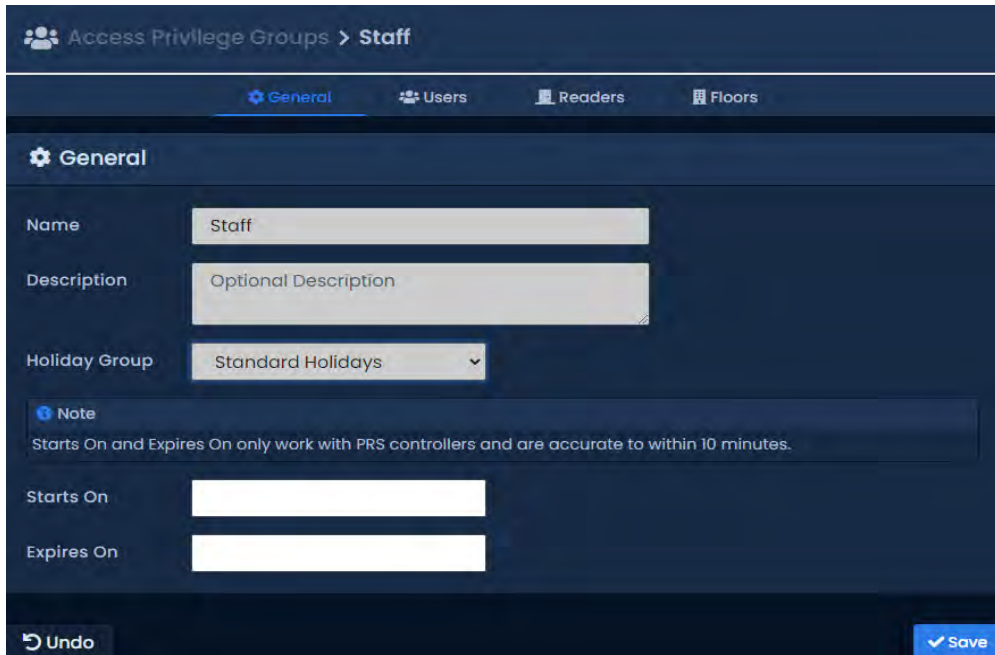 Access Privilege Groups > Staff
General Users Readers Floors
General
Name Staff
Description Optional Description
Holiday Group Standard Holidays
Note
Starts On and Expires On only work with PRS controllers and are accurate to within 10 minutes.
Starts On
Expires On
Undo Save